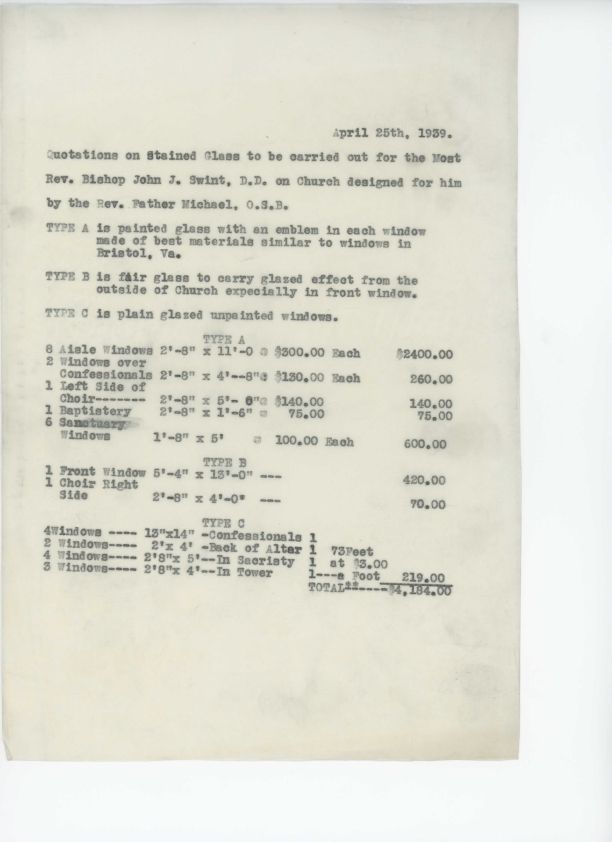 April 25th, 1939.
Quotations on Stained Glass to be carried out for the Most
Rev. Bishop John J. Swint, D.D. on Church designed for him
by the Rev. Father Michael, O.S.B.
TYPE A is painted glass with an emblem in each window
made of best materials similar to windows in
Bristol, Va.
TYPE B is fair glass to carry glazed effect from the
outside of Church expecially in front window.
TYPE C is plain glazed unpainted windows.
TYPE A
8 Aisle Windows 2'-8" x 11'-0 @ $300.00 Each $2400.00
2 Windows over
Confessionals 2'-8" x 4'--8"@ $130.00 Each 260.00
1 Left Side of
Choir------- 2'-8" x 5'- 0"@ $140.00 140.00
1 Baptistery 2'-8" x 1'-6" @ 75.00 75.00
6 Sanctuary
Windows 1'-8" x 5' @ 100.00 Each 600.00
TYPE B
1 Front Window 5'-4" x 13'-0" --- 420.00
1 Choir Right
Side 2'-8" x 4'-0" --- 70.00
TYPE C
4Windows ---- 13"x14" -Confessionals 1
2 Windows---- 2'x 4' -Back of Altar 1 73Feet
4 Windows---- 2'8"x 5'--In Sacristy 1 at $3.00
3 Windows---- 2'8"x 4'--In Tower 1---a Foot 219.00
TOTAL**----$4,184.00